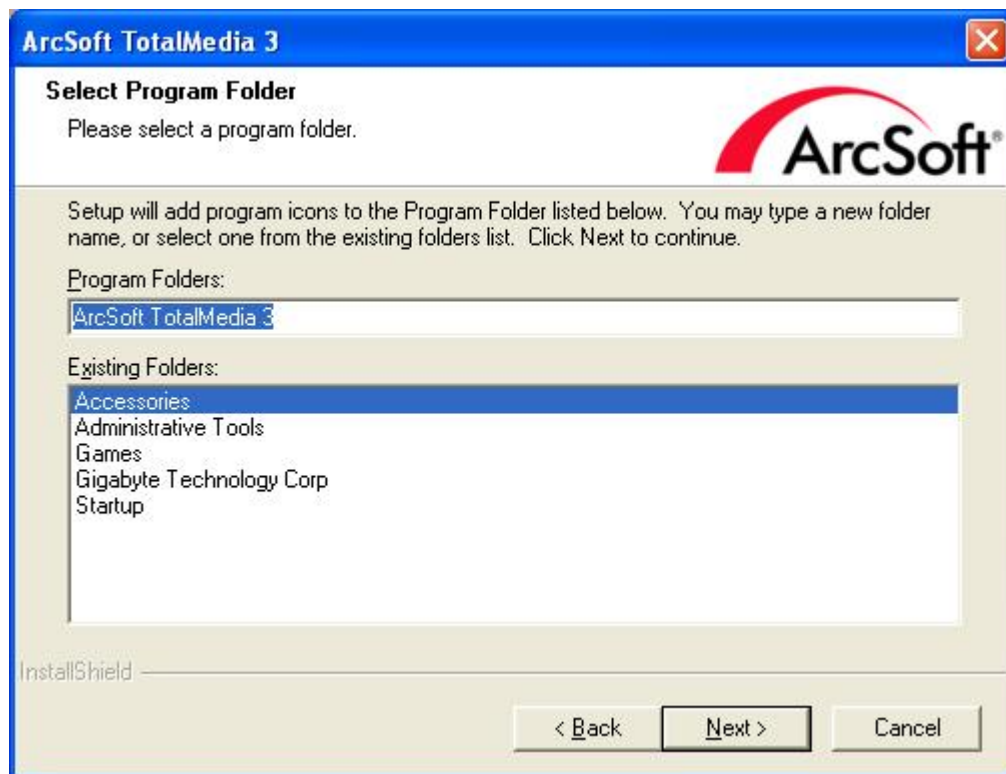 ArcSoft TotalMedia 3
Select Program Folder
Please select a program folder.
ArcSoft®
Setup will add program icons to the Program Folder listed below. You may type a new folder
name, or select one from the existing folders list. Click Next to continue.
Program Folders:
ArcSoft TotalMedia 3
Existing Folders:
Accessories
Administrative Tools
Games
Gigabyte Technology Corp
Startup
InstallShield
< Back Next > Cancel